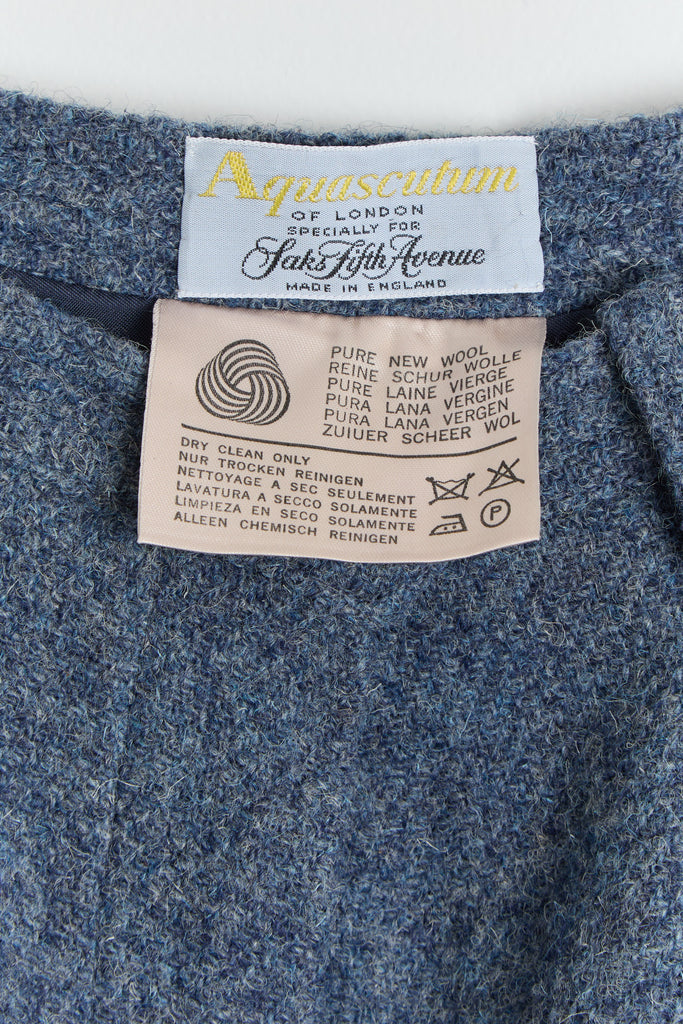 Aquascutum
OF LONDON
SPECIALLY FOR
Saks Fifth Avenue
MADE IN ENGLAND
PURE NEW WOOL
REINE SCHUR WOLLE
PURE LAINE VIERGE
PURA LANA VERGINE
PURA LANA VERGEN
ZUIUER SCHEER WOL
DRY CLEAN ONLY
NUR TROCKEN REINIGEN
NETTOYAGE A SEC SEULEMENT
LAVATURA A SECCO SOLAMENTE
LIMPIEZA EN SECO SOLAMENTE
ALLEEN CHEMISCH REINIGEN
P